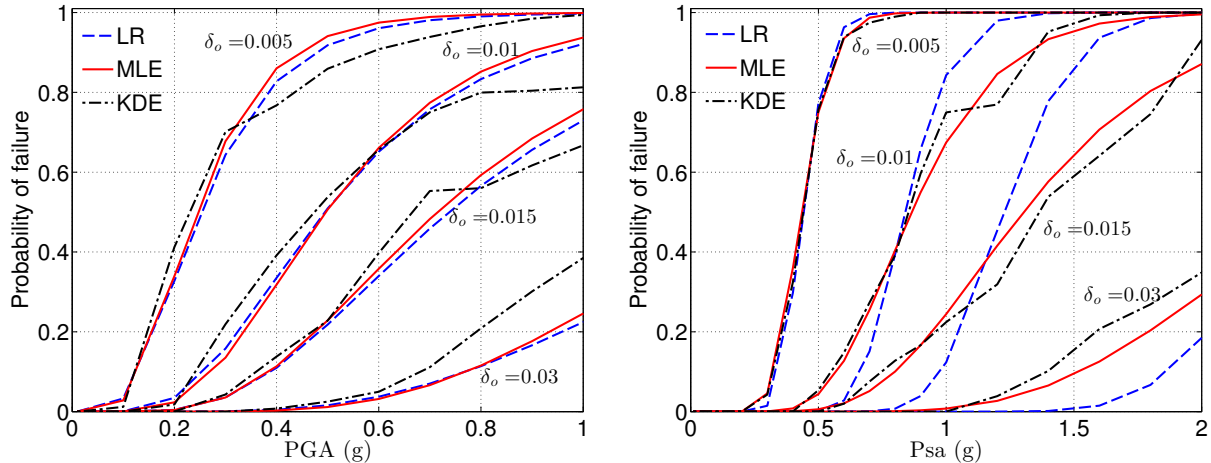 Probability of failure
1
0.8
0.6
0.4
0.2
0
LR
MLE
KDE
δₒ =0.005
δₒ =0.01
δₒ =0.015
δₒ =0.03
0 0.2 0.4 0.6 0.8 1
PGA (g)
Probability of failure
1
0.8
0.6
0.4
0.2
0
LR
MLE
KDE
δₒ =0.005
δₒ =0.01
δₒ =0.015
δₒ =0.03
0 0.5 1 1.5 2
Psa (g)